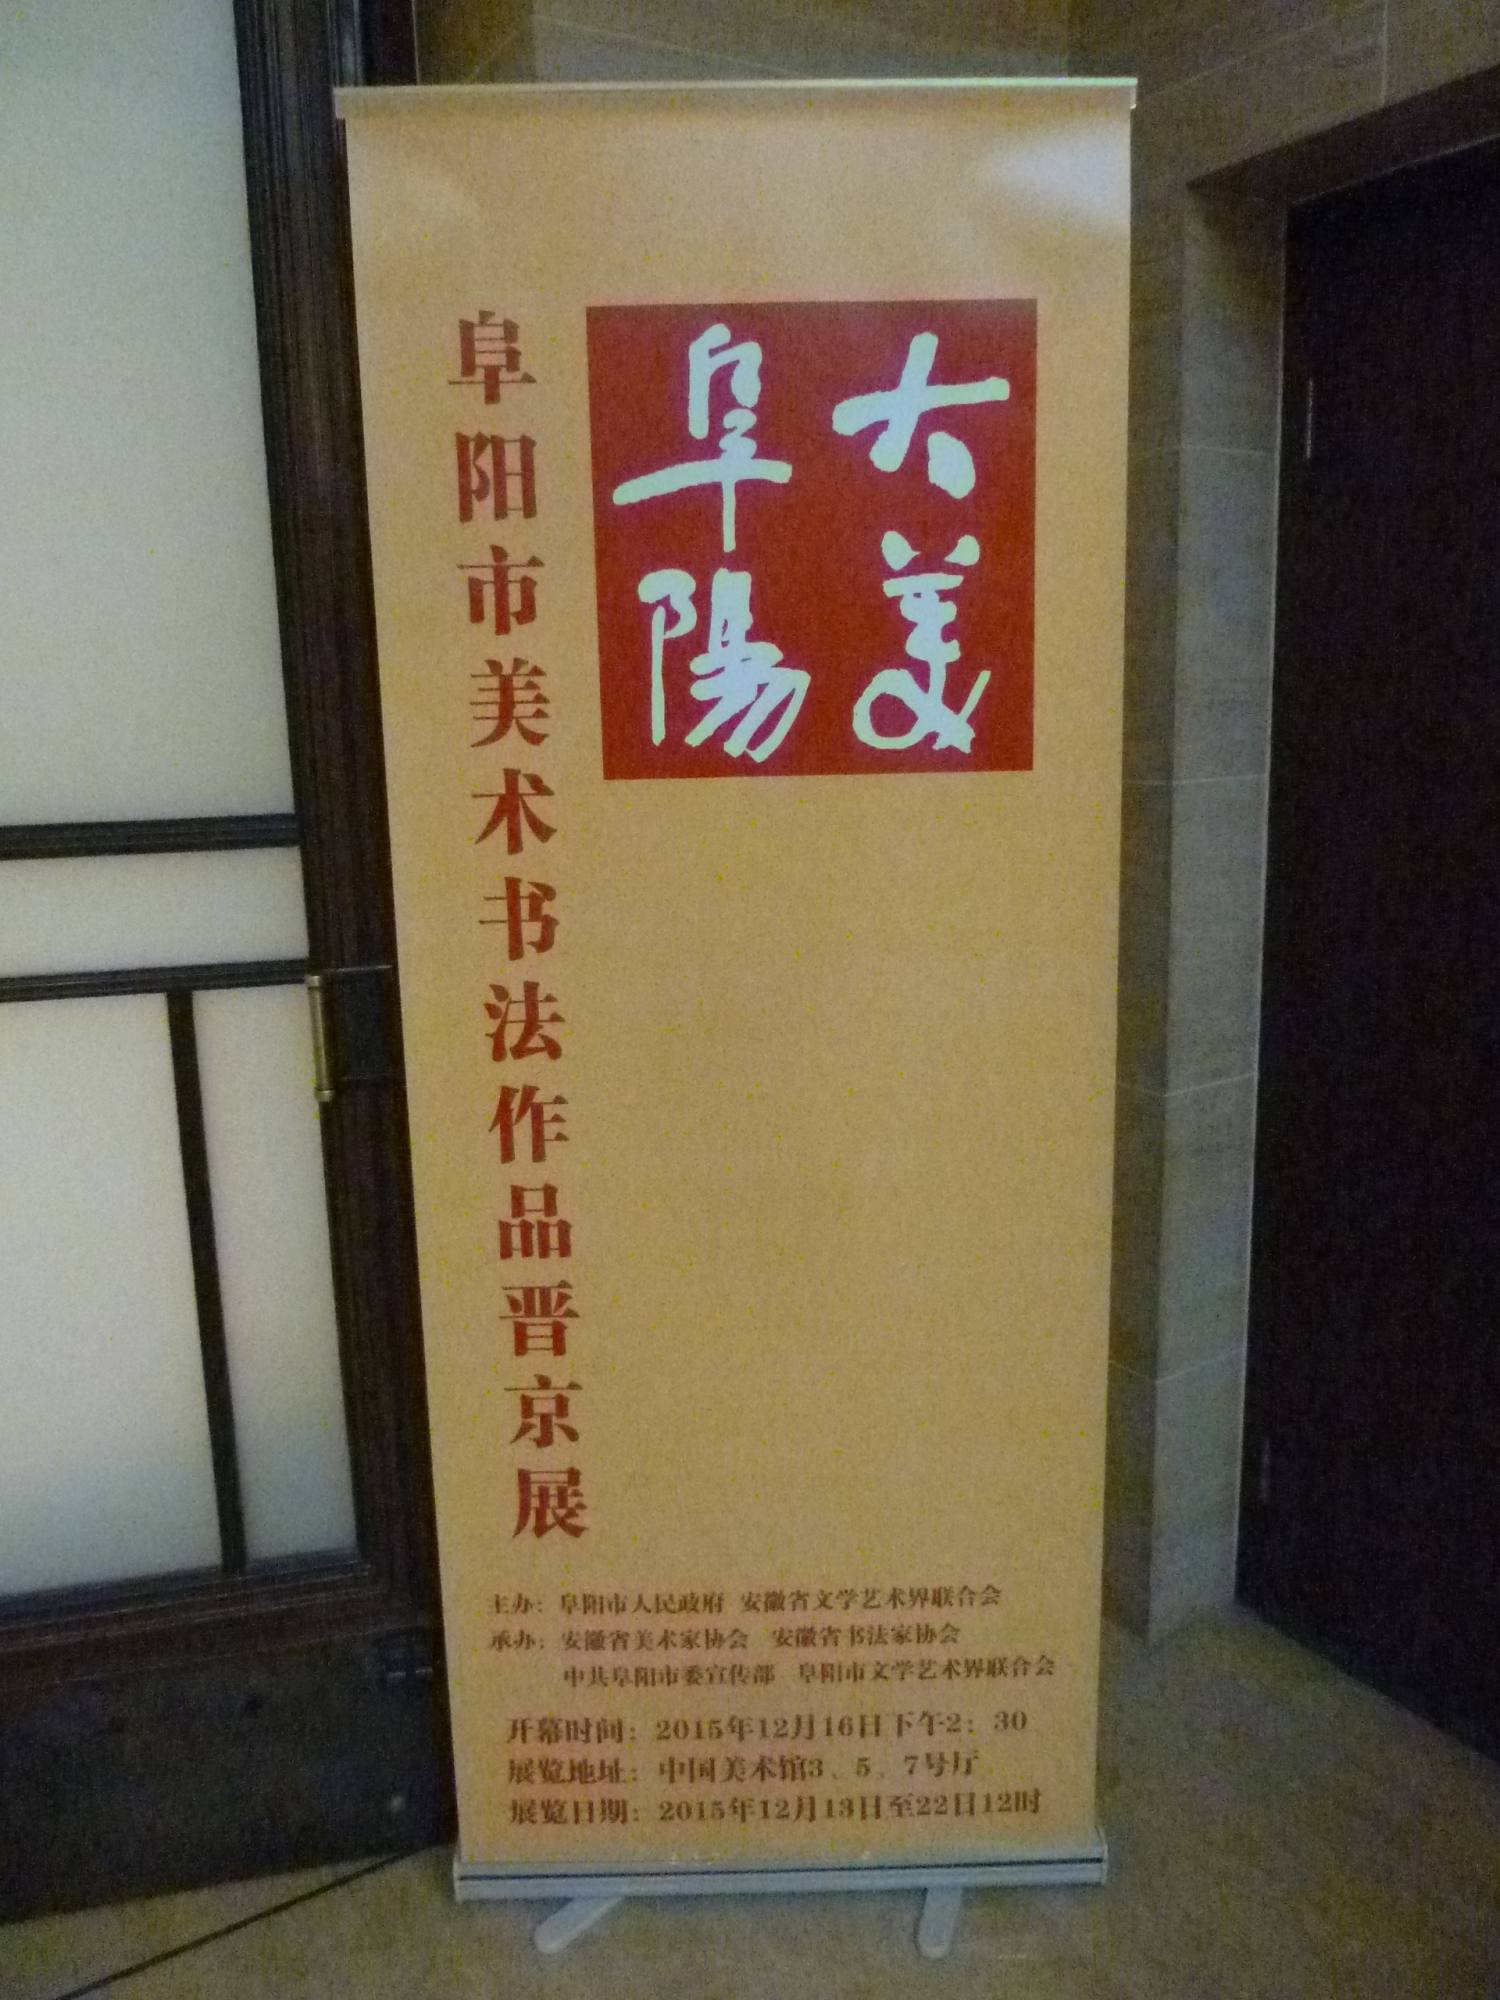 大美
阜陽
阜阳市美术书法作品晋京展
主办：阜阳市人民政府 安徽省文学艺术界联合会
承办：安徽省美术家协会 安徽省书法家协会
中共阜阳市委宣传部 阜阳市文学艺术界联合会
开幕时间：2015年12月16日下午2：30
展览地址：中国美术馆3、5、7号厅
展览日期：2015年12月13日至22日12时